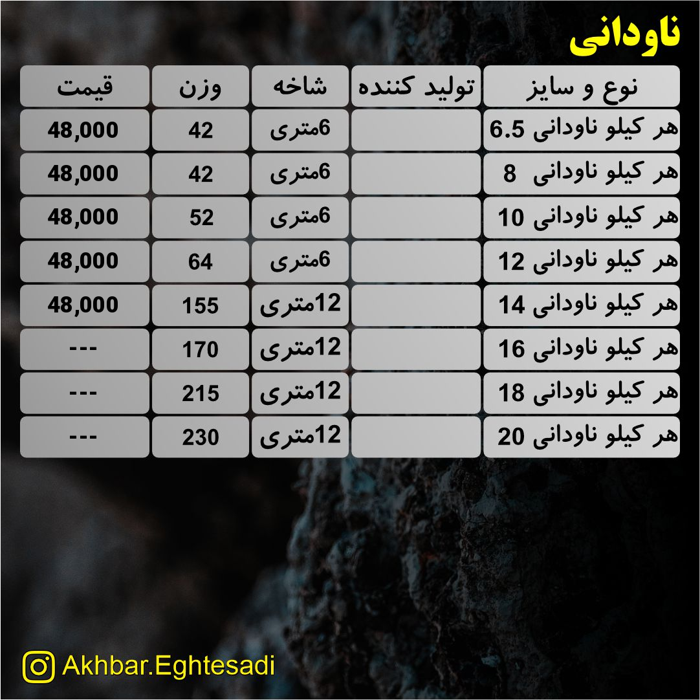 ناودانی
نوع و سایز تولید کننده شاخه وزن قیمت
هر کیلو ناودانی 6.5 6متری 42 48,000
هر کیلو ناودانی 8 6متری 42 48,000
هر کیلو ناودانی 10 6متری 52 48,000
هر کیلو ناودانی 12 6متری 64 48,000
هر کیلو ناودانی 14 12متری 155 48,000
هر کیلو ناودانی 16 12متری 170 ---
هر کیلو ناودانی 18 12متری 215 ---
هر کیلو ناودانی 20 12متری 230 ---
Akhbar.Eghtesadi